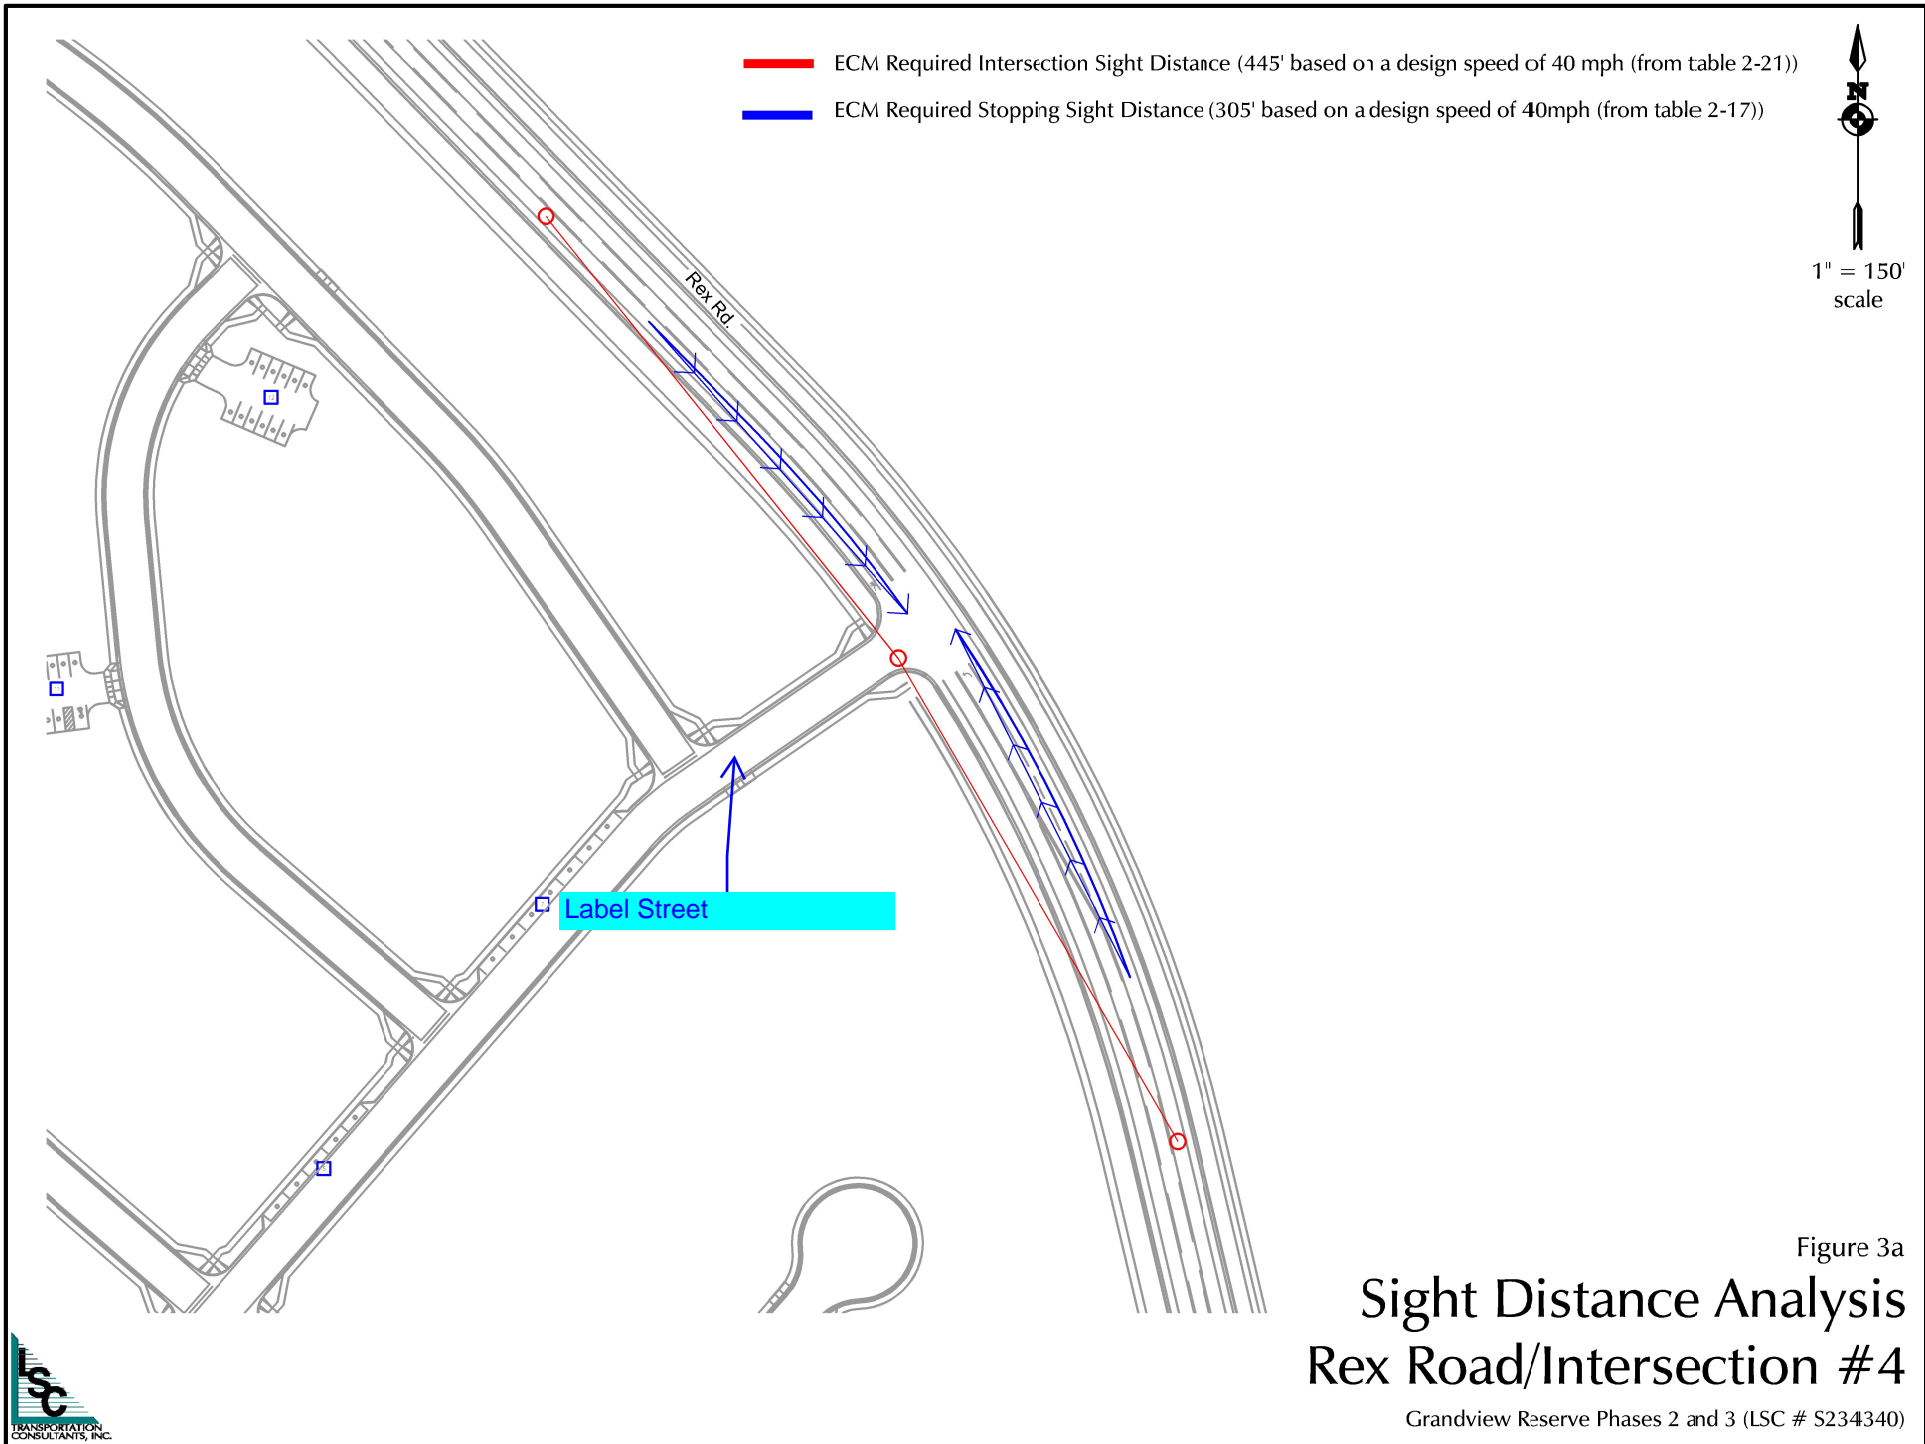 ECM Required Intersection Sight Distance (445' based on a design speed of 40 mph (from table 2-21))
ECM Required Stopping Sight Distance (305' based on a design speed of 40mph (from table 2-17))
N
1" = 150'
scale
Rex Rd.
Label Street
Figure 3a
Sight Distance Analysis
Rex Road/Intersection #4
Grandview Reserve Phases 2 and 3 (LSC # S234340)
LSC
TRANSPORTATION
CONSULTANTS, INC.